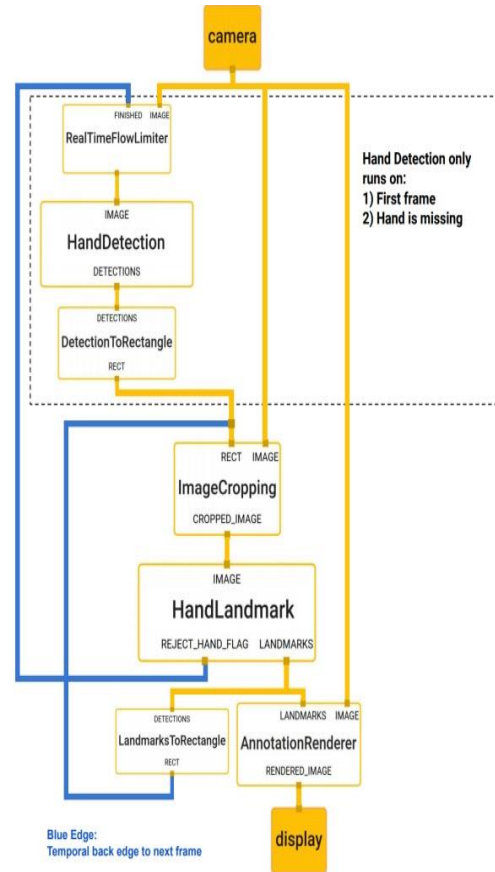 camera
FINISHED IMAGE
RealTimeFlowLimiter
Hand Detection only
runs on:
1) First frame
2) Hand is missing
IMAGE
HandDetection
DETECTIONS
DETECTIONS
DetectionToRectangle
RECT
RECT IMAGE
ImageCropping
CROPPED_IMAGE
IMAGE
HandLandmark
REJECT_HAND_FLAG LANDMARKS
DETECTIONS
LandmarksToRectangle
RECT
LANDMARKS IMAGE
AnnotationRenderer
RENDERED_IMAGE
display
Blue Edge:
Temporal back edge to next frame